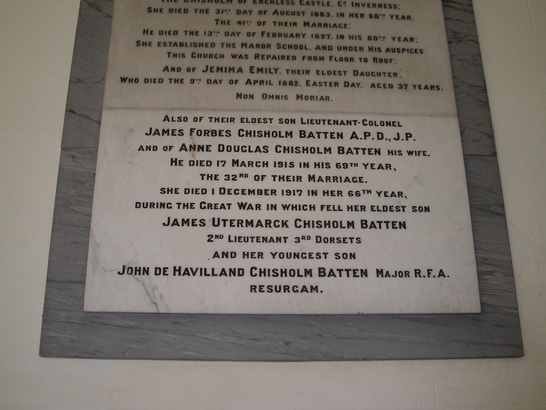 THE CHISHOLM OF ERCHLESS CASTLE, Co INVERNESS:
SHE DIED THE 31ST DAY OF AUGUST 1883, IN HER 68TH YEAR,
THE 41ST OF THEIR MARRIAGE.
HE DIED THE 13TH DAY OF FEBRUARY 1897, IN HIS 80TH YEAR:
SHE ESTABLISHED THE MANOR SCHOOL, AND UNDER HIS AUSPICES
THIS CHURCH WAS REPAIRED FROM FLOOR TO ROOF.
AND OF JEMIMA EMILY, THEIR ELDEST DAUGHTER,
WHO DIED THE 9TH DAY OF APRIL 1882, EASTER DAY, AGED 37 YEARS.
NON OMNIS MORIAR.
ALSO OF THEIR ELDEST SON LIEUTENANT-COLONEL
JAMES FORBES CHISHOLM BATTEN A.P.D., J.P.
AND OF ANNE DOUGLAS CHISHOLM BATTEN HIS WIFE.
HE DIED 17 MARCH 1915 IN HIS 69TH YEAR,
THE 32ND OF THEIR MARRIAGE.
SHE DIED 1 DECEMBER 1917 IN HER 66TH YEAR,
DURING THE GREAT WAR IN WHICH FELL HER ELDEST SON
JAMES UTERMARCK CHISHOLM BATTEN
2ND LIEUTENANT 3RD DORSETS
AND HER YOUNGEST SON
JOHN DE HAVILLAND CHISHOLM BATTEN MAJOR R.F.A.
RESURGAM.